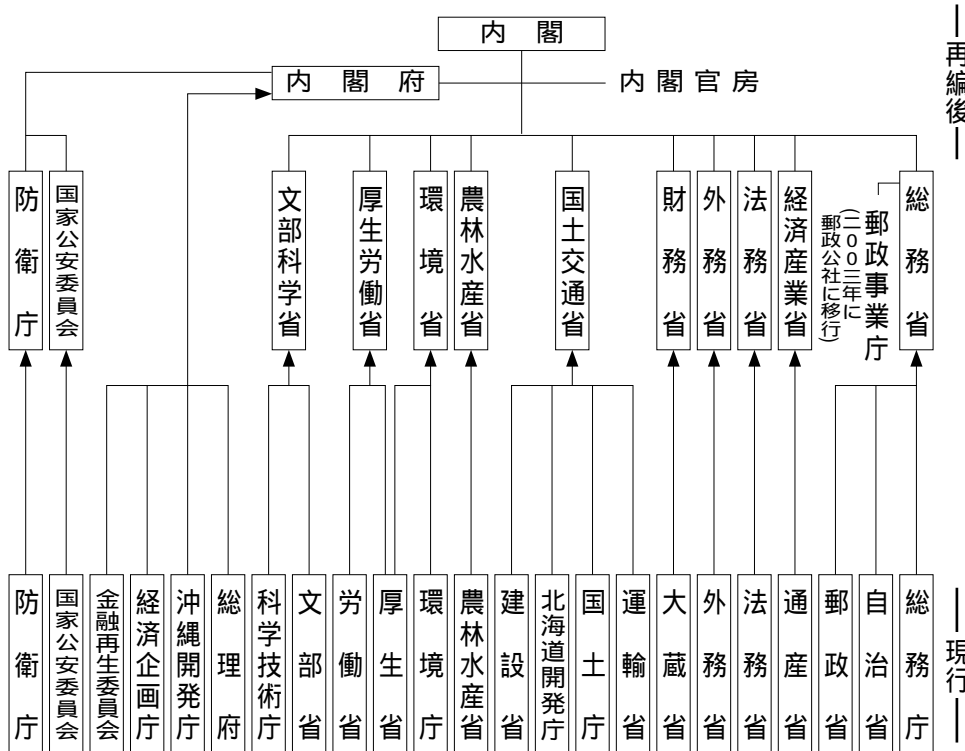 内閣
内閣府
内閣官房
再編後
総務省
郵政事業庁
(二〇〇三年に
郵政公社に移行)
経済産業省
法務省
外務省
財務省
国土交通省
農林水産省
環境省
厚生労働省
文部科学省
国家公安委員会
防衛庁
現行
総務庁
自治省
郵政省
通産省
法務省
外務省
大蔵省
運輸省
国土庁
北海道開発庁
建設省
農林水産省
環境庁
厚生省
労働省
文部省
科学技術庁
総理府
沖縄開発庁
経済企画庁
金融再生委員会
国家公安委員会
防衛庁